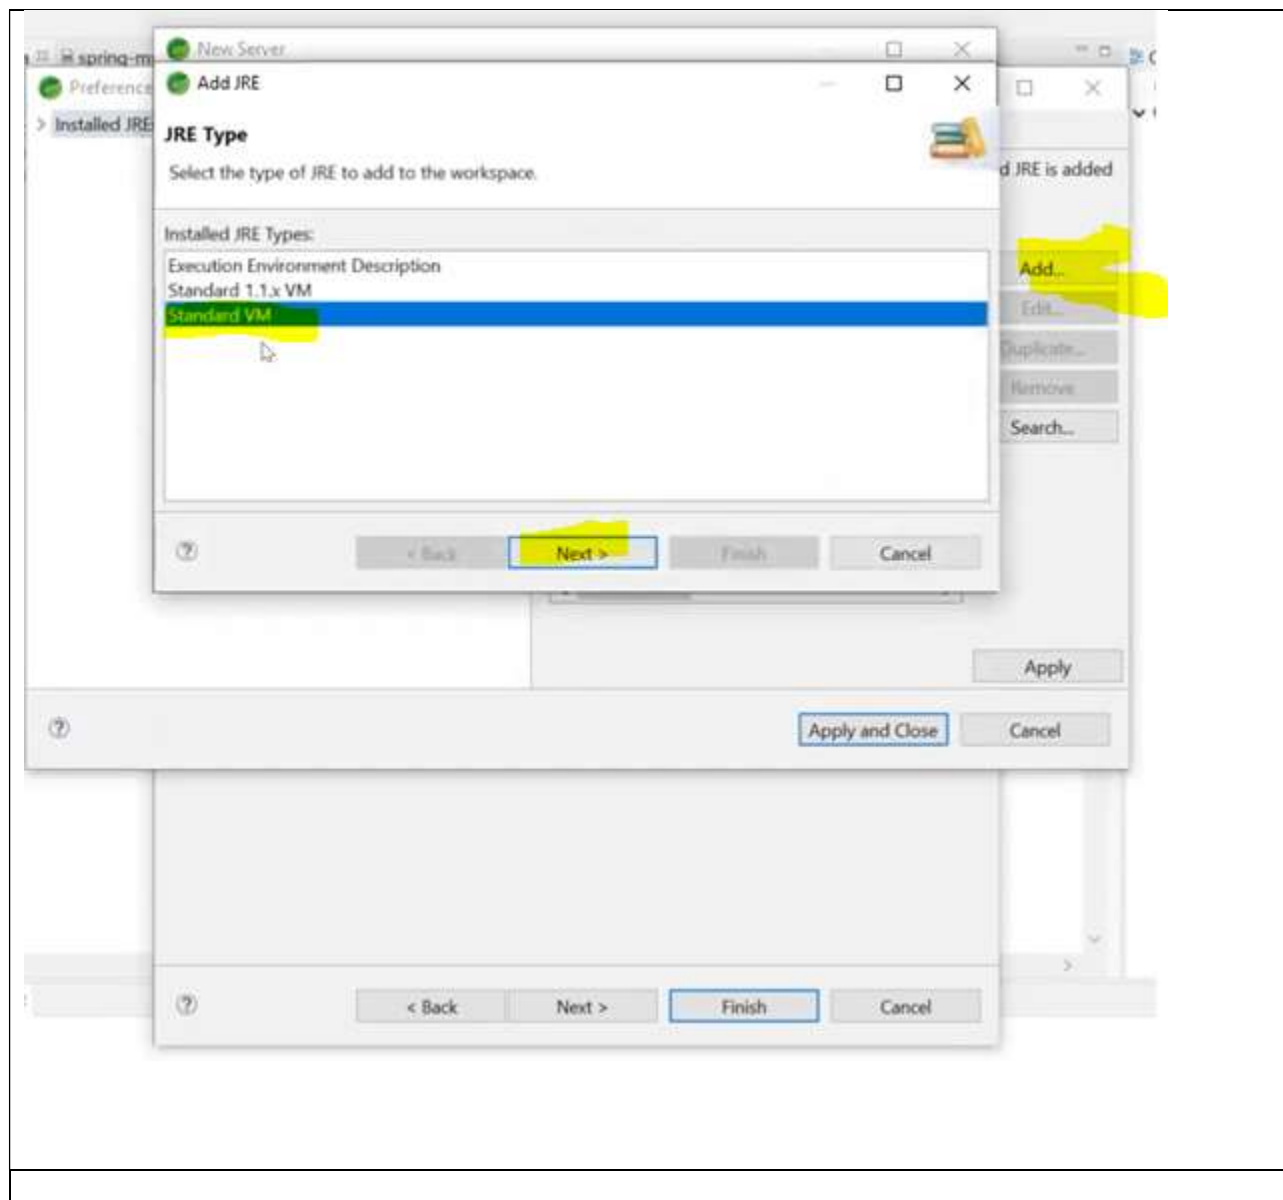 New Server
spring-m
Add JRE
Preference
Installed JRE
JRE Type
Select the type of JRE to add to the workspace.
d JRE is added
Installed JRE Types:
Execution Environment Description
Standard 1.1.x VM
Standard VM
Add...
Edit...
Duplicate...
Remove
Search...
< Back
Next >
Finish
Cancel
Apply
Apply and Close
Cancel
< Back
Next >
Finish
Cancel